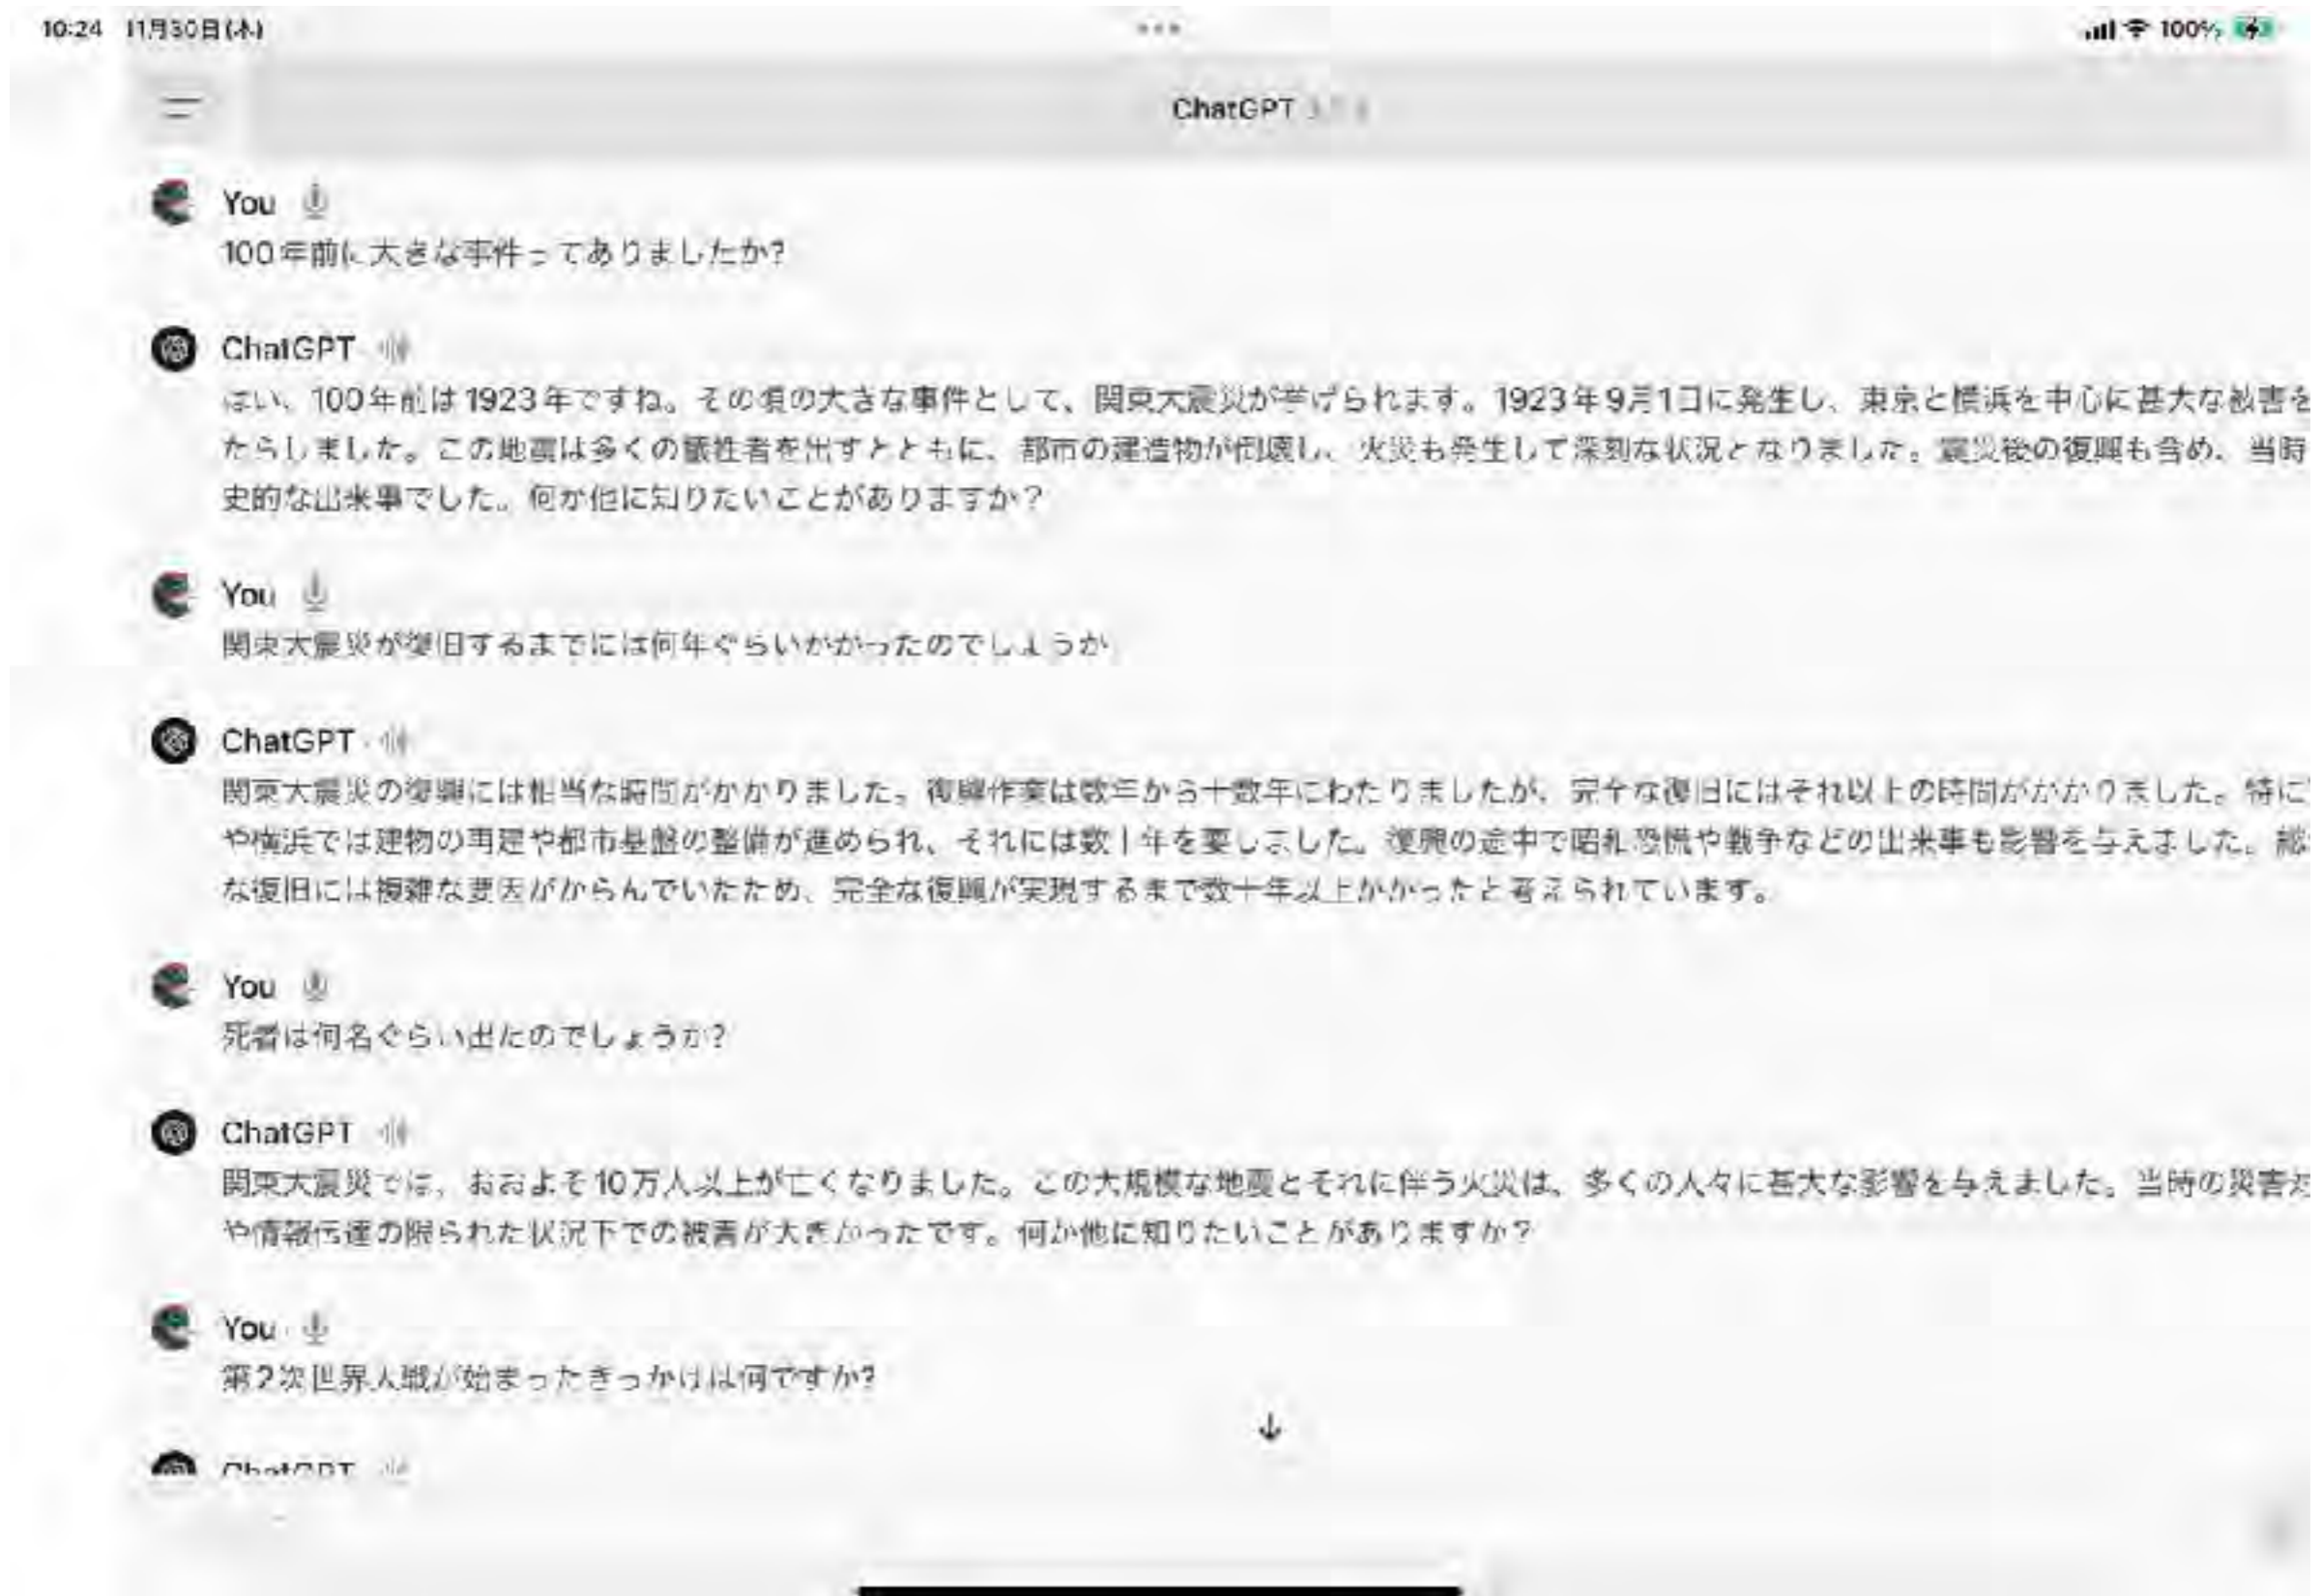 10:24 11月30日(木)
100%
ChatGPT
You
100年前に大きな事件ってありましたか?
ChatGPT
はい、100年前は1923年ですね。その頃の大きな事件として、関東大震災が挙げられます。1923年9月1日に発生し、東京と横浜を中心に甚大な被害を
たらしました。この地震は多くの犠牲者を出すとともに、都市の建造物が倒壊し、火災も発生して深刻な状況となりました。震災後の復興も含め、当時
史的な出来事でした。何か他に知りたいことがありますか?
You
関東大震災が復旧するまでには何年ぐらいかかったのでしょうか
ChatGPT
関東大震災の復興には相当な時間がかかりました。復興作業は数年から十数年にわたりましたが、完全な復旧にはそれ以上の時間がかかりました。特に
や横浜では建物の再建や都市基盤の整備が進められ、それには数十年を要しました。復興の途中で昭和恐慌や戦争などの出来事も影響を与えました。総
な復旧には複雑な要因がからんでいたため、完全な復興が実現するまで数十年以上かかったと考えられています。
You
死者は何名ぐらい出たのでしょうか?
ChatGPT
関東大震災では、おおよそ10万人以上が亡くなりました。この大規模な地震とそれに伴う火災は、多くの人々に甚大な影響を与えました。当時の災害対
や情報伝達の限られた状況下での被害が大きかったです。何か他に知りたいことがありますか?
You
第2次世界大戦が始まったきっかけは何ですか?
ChatGPT